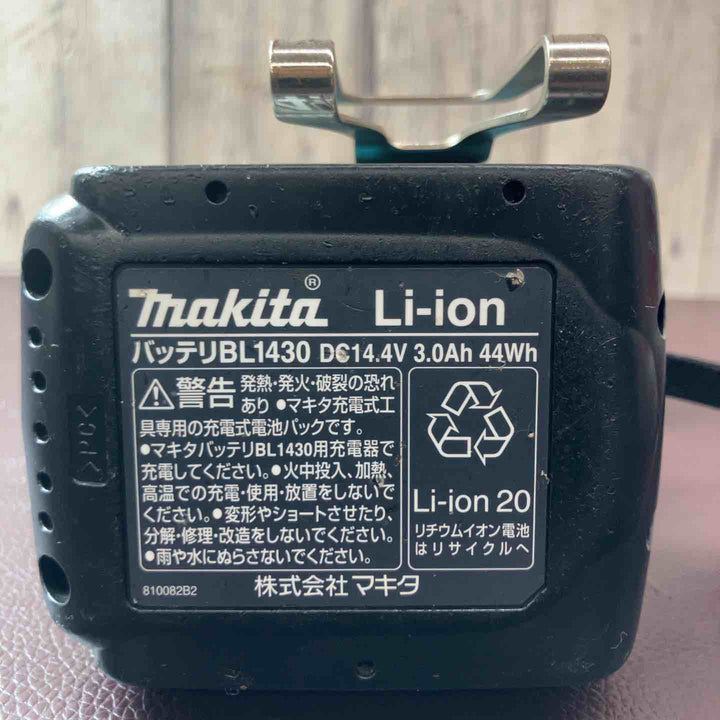 makita® Li-ion
バッテリBL1430 DC14.4V 3.0Ah 44Wh
⚠警告 発熱・発火・破裂の恐れ
あり ●マキタ充電式工
具専用の充電式電池パックです。
●マキタバッテリBL1430用充電器で
充電してください。●火中投入、加熱、
高温での充電・使用・放置をしないで
ください。●変形やショートさせたり、
分解・修理・改造をしないでください。
●雨や水にぬらさないでください。
Li-ion 20
リチウムイオン電池
はリサイクルへ
810082B2
株式会社マキタ
>PC<